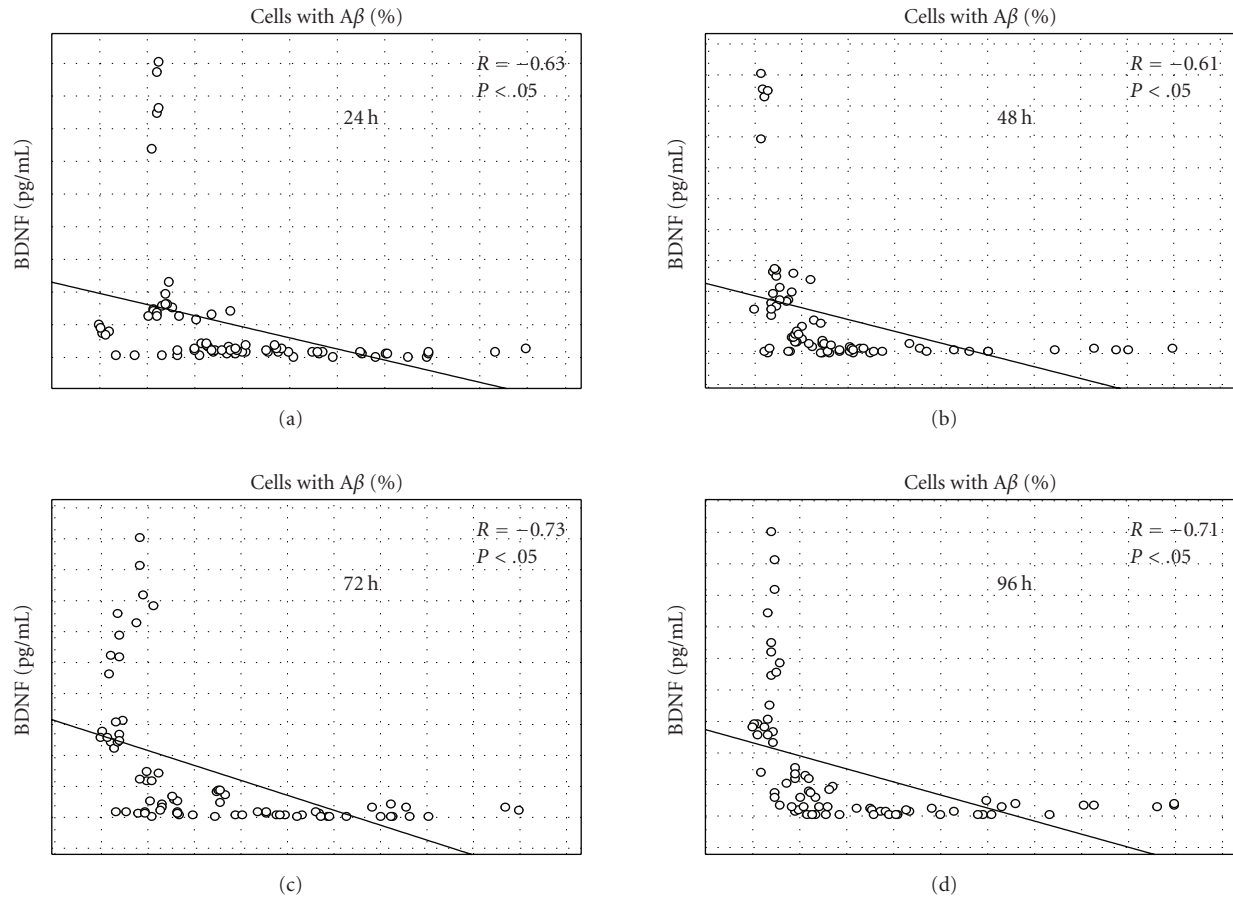 Cells with Aβ (%)
BDNF (pg/mL)
R = −0.63
P < .05
24 h
(a)
Cells with Aβ (%)
BDNF (pg/mL)
R = −0.61
P < .05
48 h
(b)
Cells with Aβ (%)
BDNF (pg/mL)
R = −0.73
P < .05
72 h
(c)
Cells with Aβ (%)
BDNF (pg/mL)
R = −0.71
P < .05
96 h
(d)